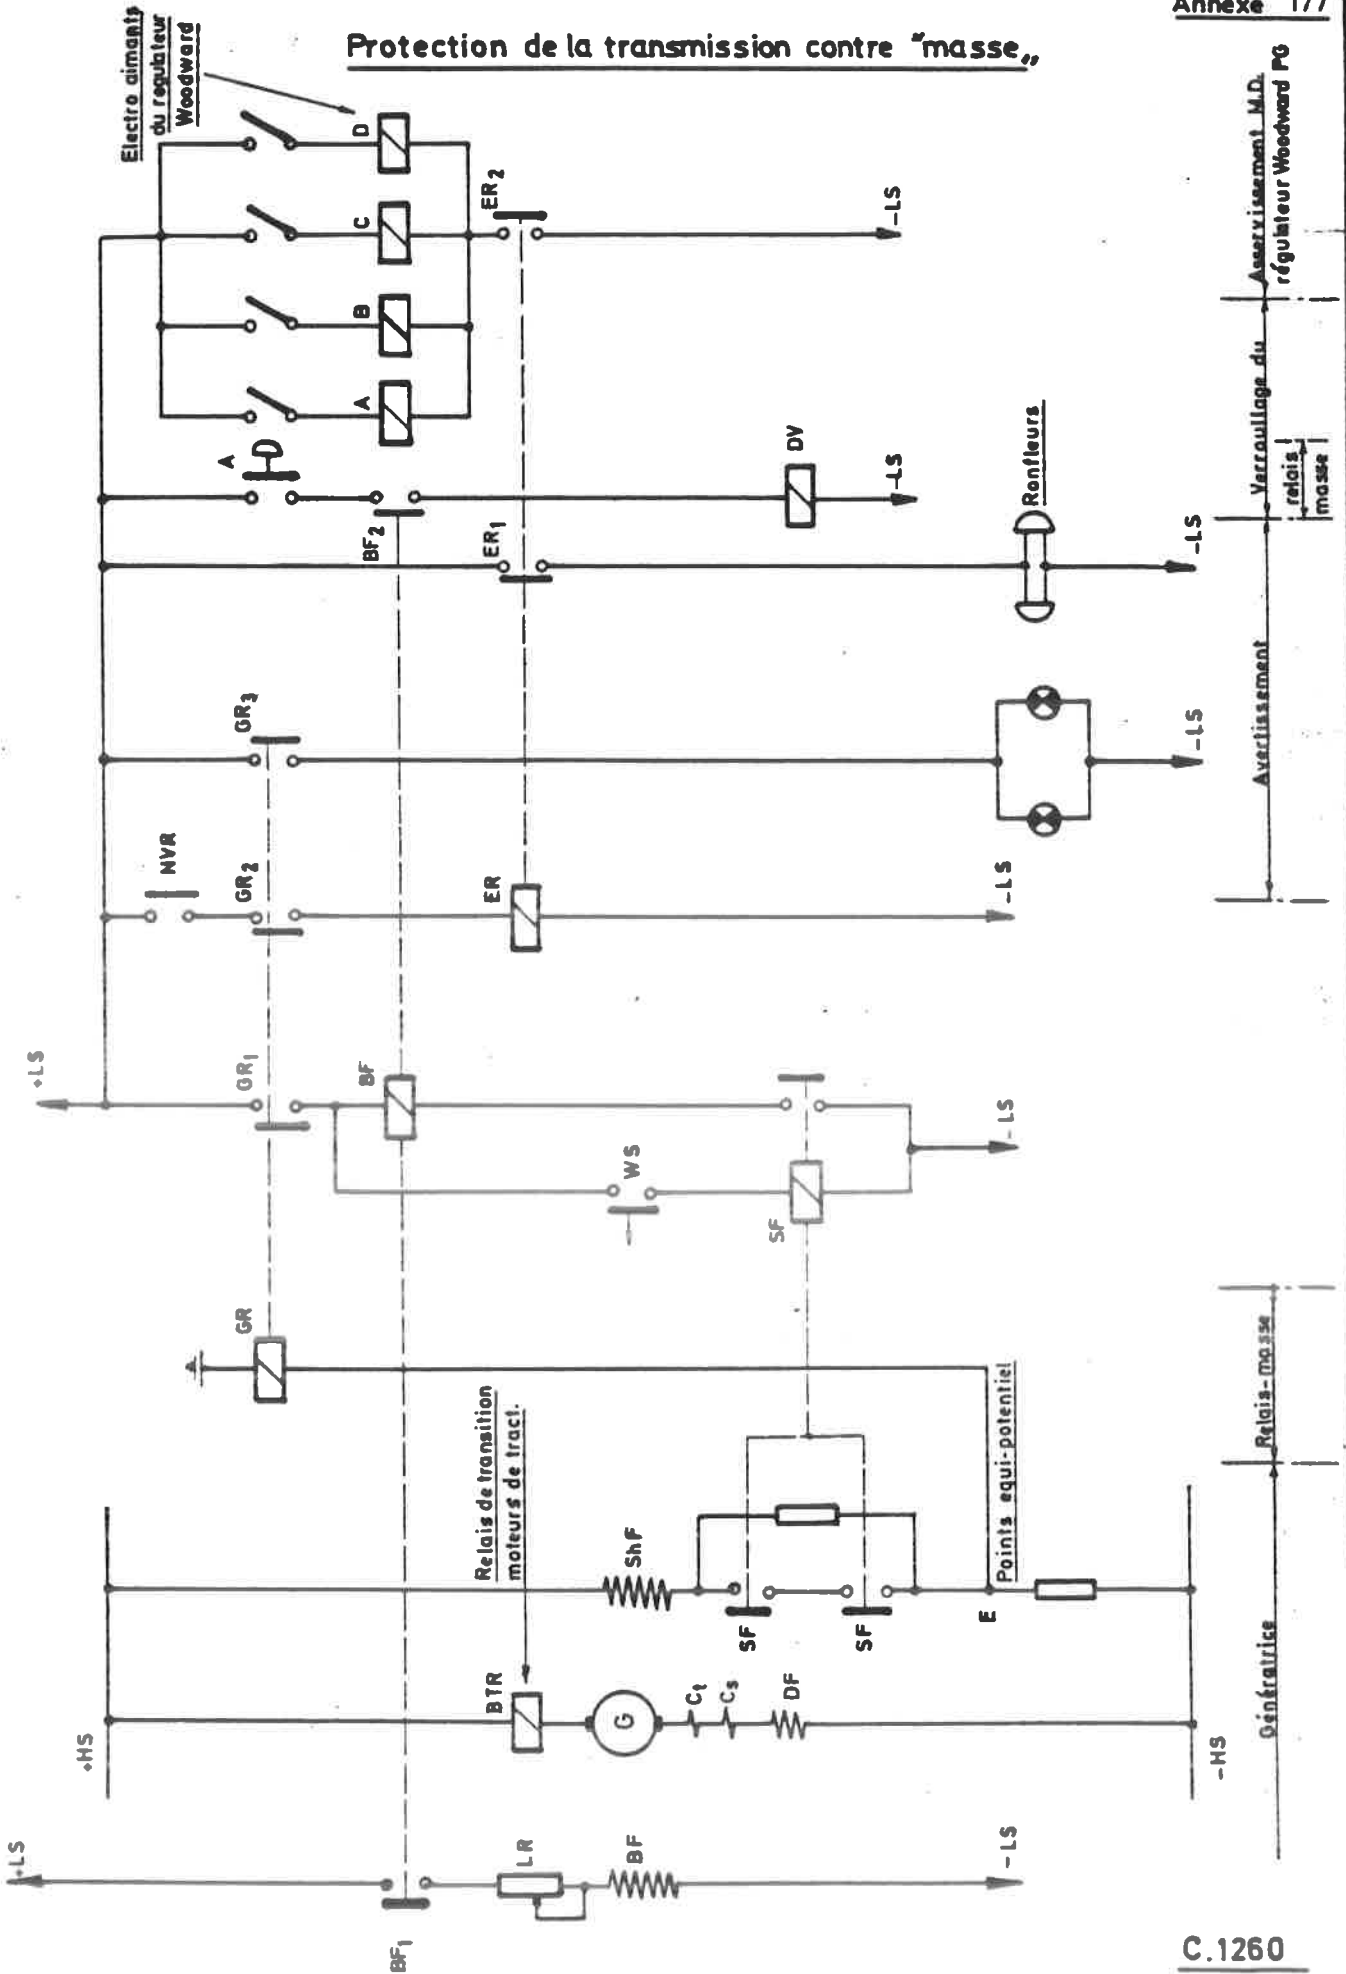 Annexe 177
Protection de la transmission contre "masse„
Electro aimants
du regulateur
Woodward
A
B
C
D
ER2
-LS
A
BF2
DV
-LS
ER1
Ronfleurs
-LS
GR3
-LS
NVR
GR2
ER
-LS
+LS
GR1
BF
WS
SF
-LS
GR
Relais de transition
moteurs de tract.
Points equi-potentiel
ShF
SF
SF
E
+HS
BTR
G
Ct
Cs
DF
-HS
+LS
BF1
LR
BF
-LS
Génératrice
Relais-masse
Avertissement
Verrouillage du
relais
masse
Asservissement M.D.
régulateur Woodward PG
C.1260